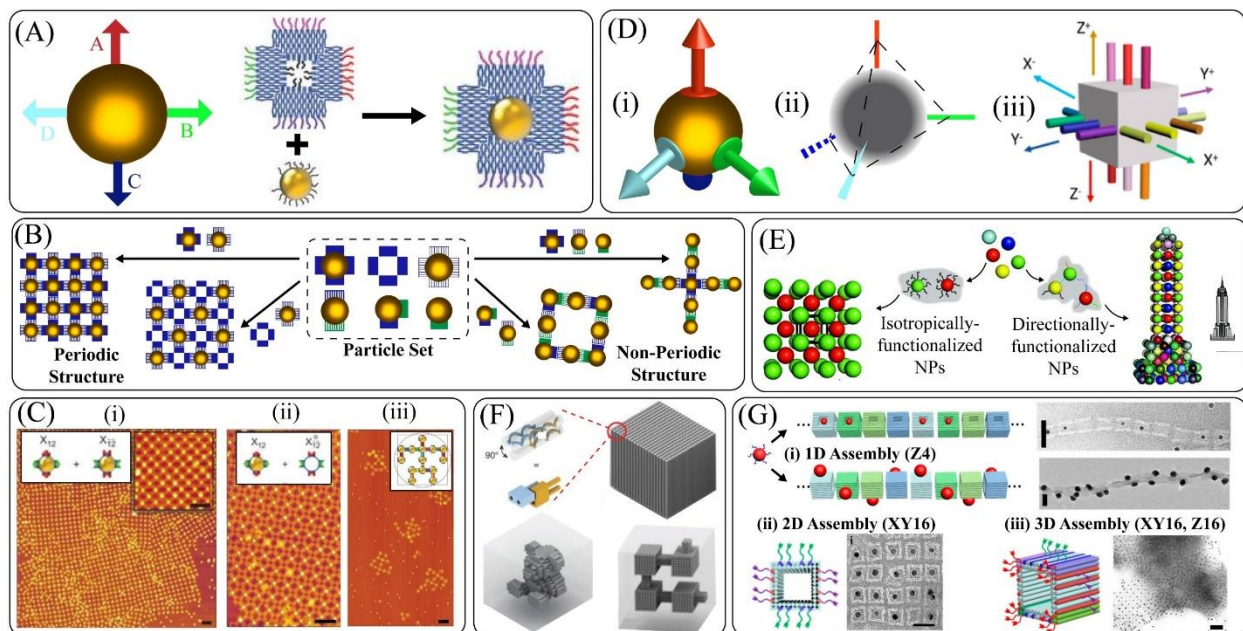 (A)
A
D
B
C
+
(B)
Periodic
Structure
Particle Set
Non-Periodic
Structure
(C)
(i)
X12 + X12
(ii)
X12 +
(iii)
(D)
(i)
(ii)
(iii)
Z+
X-
Y+
Y-
X+
Z-
(E)
Isotropically-
functionalized
NPs
Directionally-
functionalized
NPs
(F)
90°
=
(G)
(i) 1D Assembly (Z4)
(ii) 2D Assembly (XY16)
i
(iii) 3D Assembly (XY16, Z16)